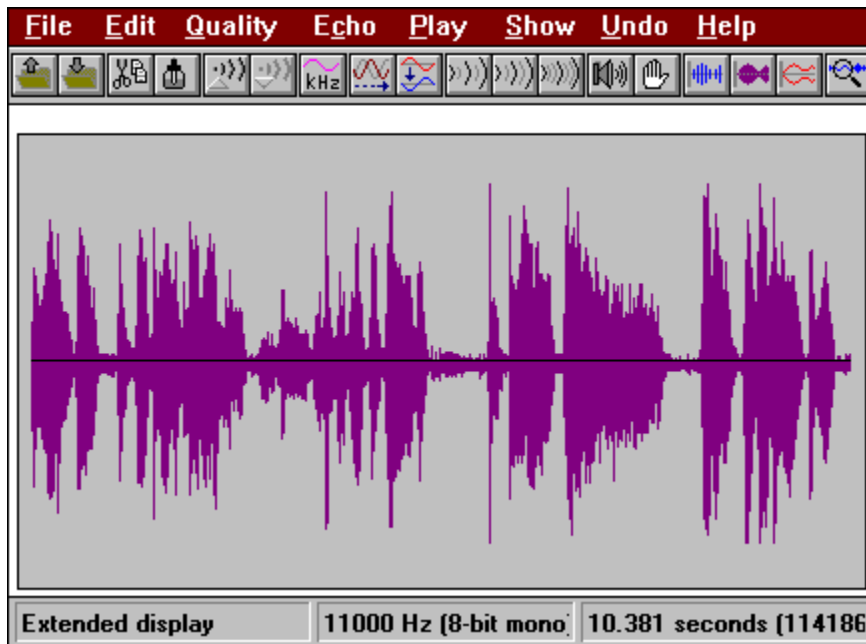 File Edit Quality Echo Play Show Undo Help
kHz
Extended display 11000 Hz (8-bit mono) 10.381 seconds (114186